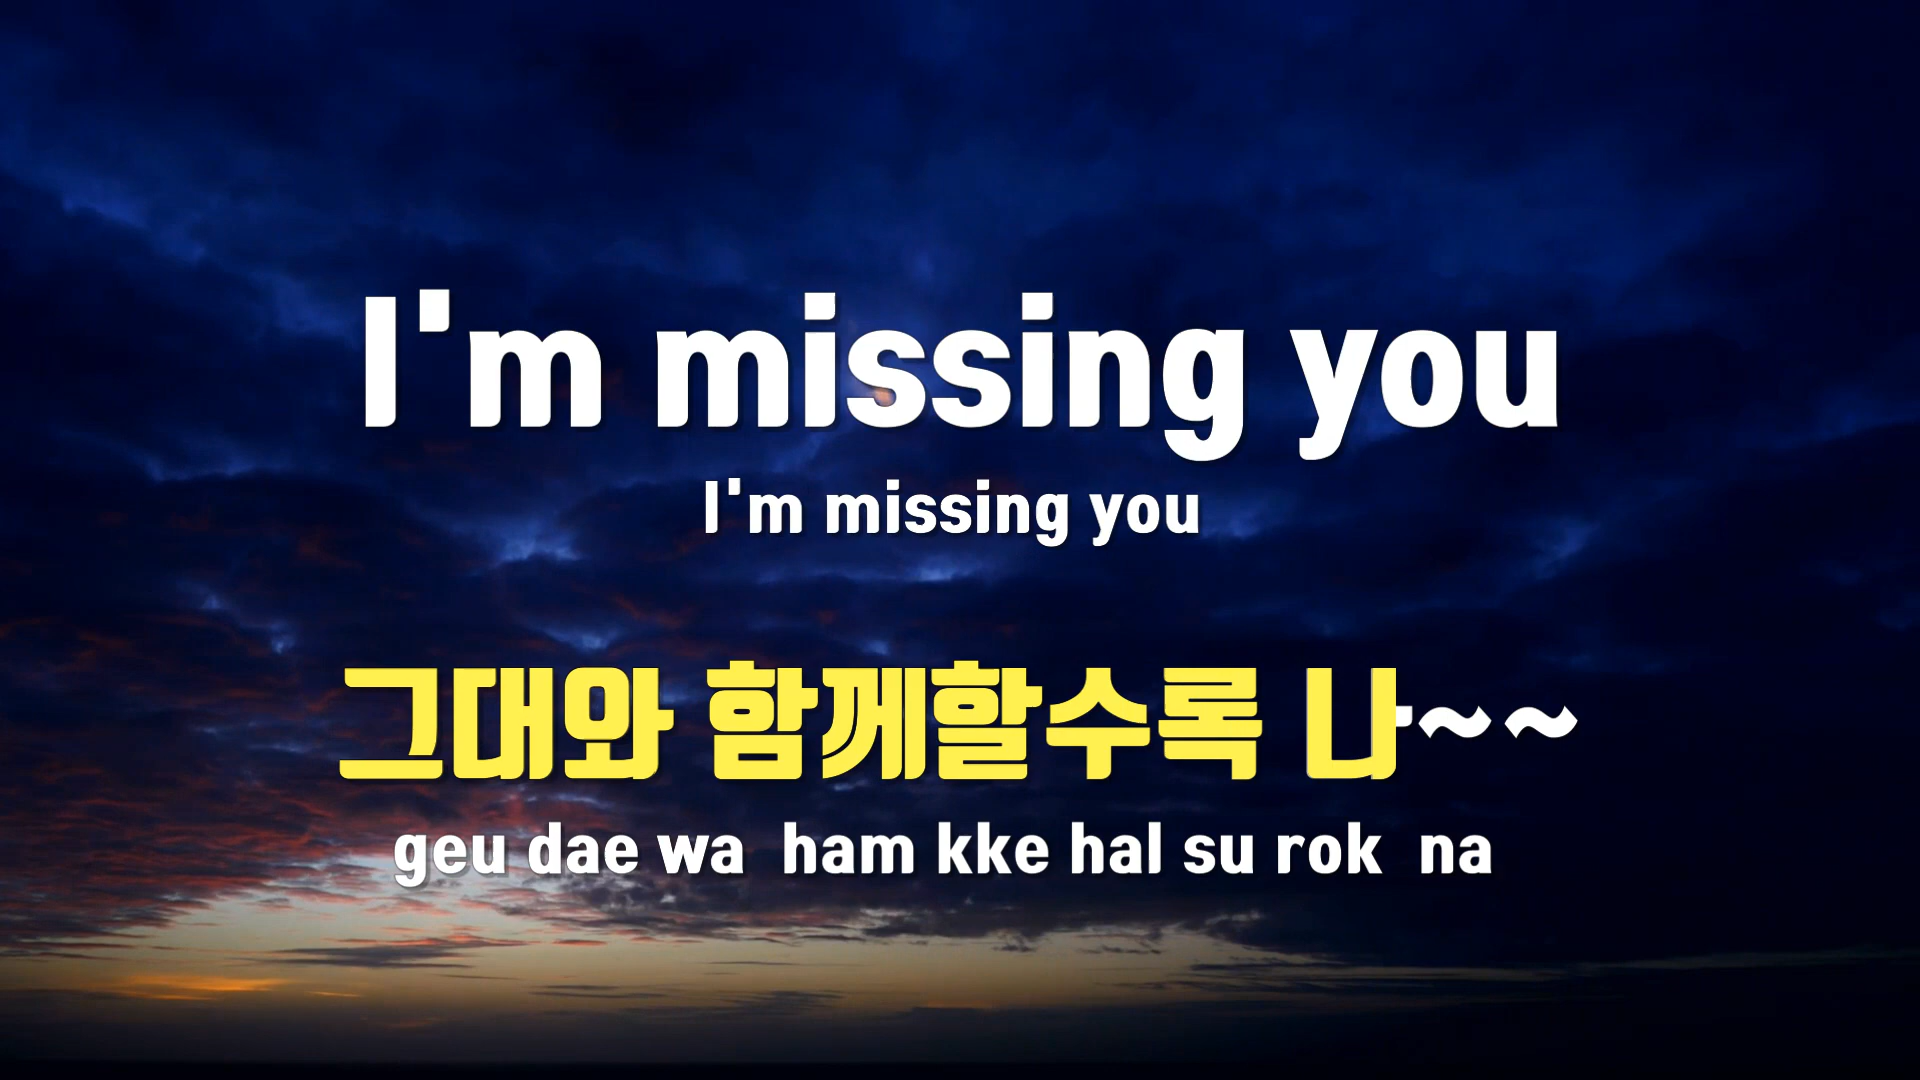 I'm missing you
I'm missing you
그대와 함께할수록 나~~
geu dae wa ham kke hal su rok na